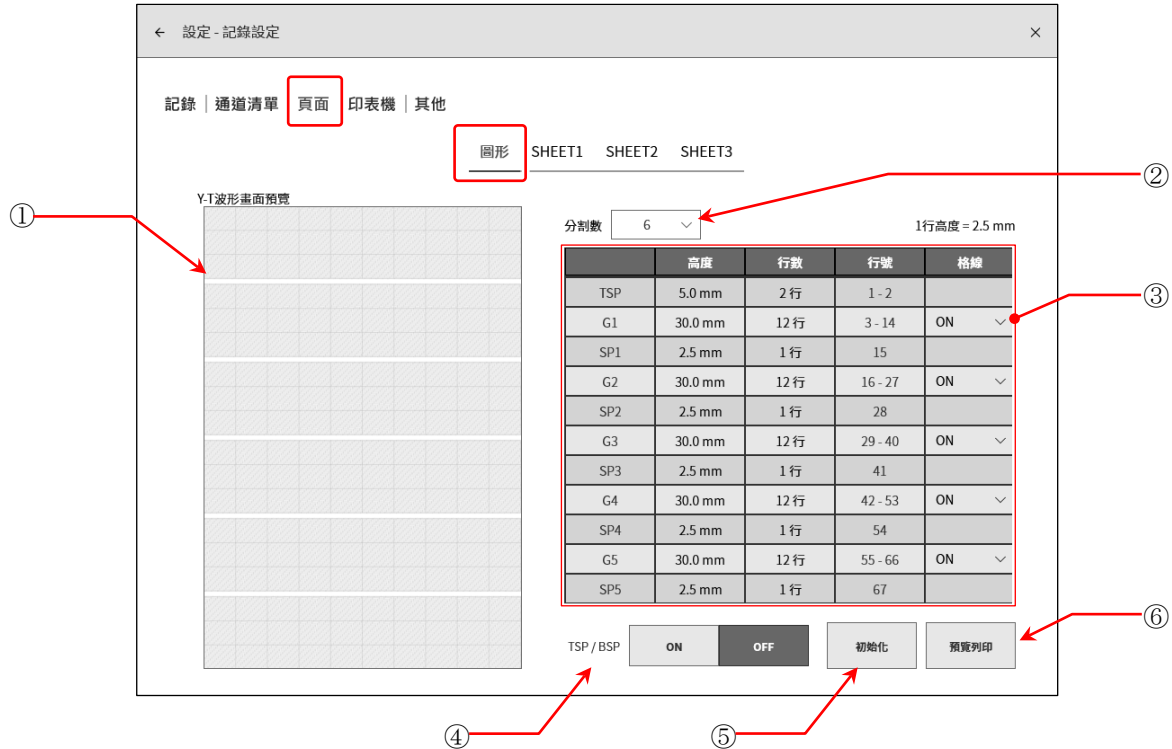 ← 設定 - 記錄設定 ×
記錄 | 通道清單 | 頁面 | 印表機 | 其他
圖形 SHEET1 SHEET2 SHEET3
②
①
Y-T波形畫面預覽
分割數 6 1行高度 = 2.5 mm
高度 行數 行號 格線
TSP 5.0 mm 2 行 1 - 2
③
G1 30.0 mm 12 行 3 - 14 ON
SP1 2.5 mm 1 行 15
G2 30.0 mm 12 行 16 - 27 ON
SP2 2.5 mm 1 行 28
G3 30.0 mm 12 行 29 - 40 ON
SP3 2.5 mm 1 行 41
G4 30.0 mm 12 行 42 - 53 ON
SP4 2.5 mm 1 行 54
G5 30.0 mm 12 行 55 - 66 ON
SP5 2.5 mm 1 行 67
⑥
TSP / BSP ON OFF 初始化 預覽列印
④
⑤